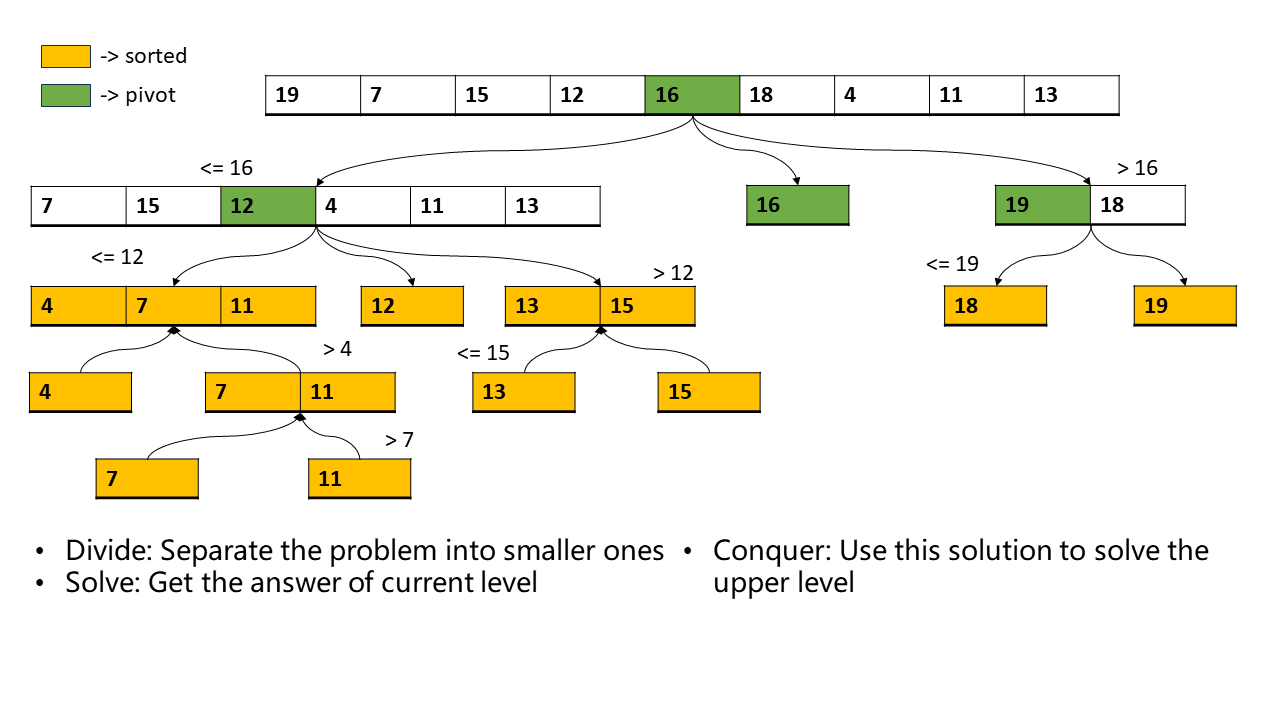 -> sorted
-> pivot
19 7 15 12 16 18 4 11 13
<= 16
> 16
7 15 12 4 11 13
16
19 18
<= 12
> 12
<= 19
4 7 11
12
13 15
18
19
> 4
<= 15
4
7 11
13
15
> 7
7
11
• Divide: Separate the problem into smaller ones
• Solve: Get the answer of current level
• Conquer: Use this solution to solve the
upper level